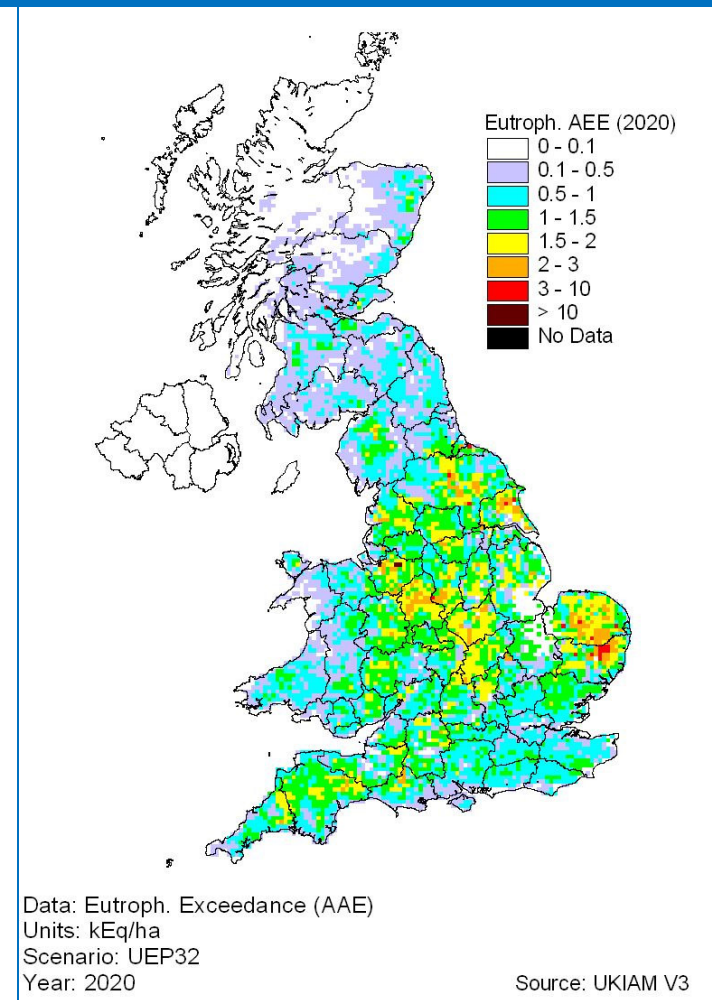 Eutroph. AEE (2020)
0 - 0.1
0.1 - 0.5
0.5 - 1
1 - 1.5
1.5 - 2
2 - 3
3 - 10
> 10
No Data
Data: Eutroph. Exceedance (AAE)
Units: kEq/ha
Scenario: UEP32
Year: 2020
Source: UKIAM V3